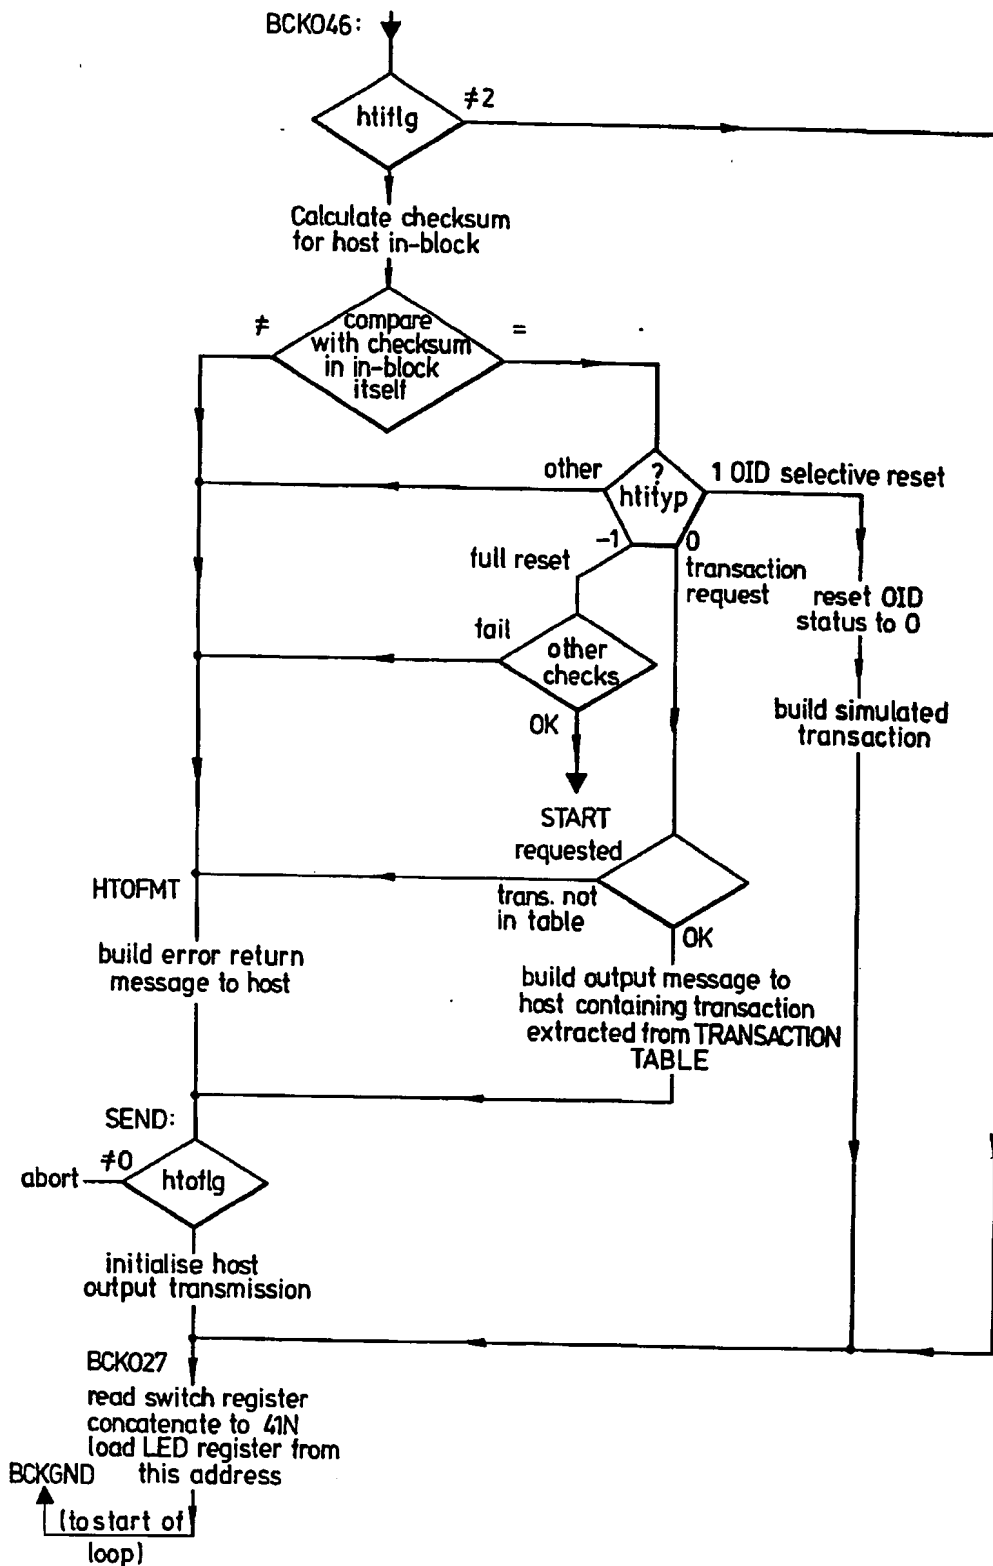 BCK046:
htiflg
≠2
Calculate checksum
for host in-block
≠
compare
with checksum
in in-block
itself
=
other
?
htityp
1 OID selective reset
-1
0
full reset
transaction
request
reset OID
status to 0
fail
other
checks
OK
build simulated
transaction
START
requested
trans. not
in table
HTOFMT
OK
build error return
message to host
build output message to
host containing transaction
extracted from TRANSACTION
TABLE
SEND:
≠0
abort
htoflg
initialise host
output transmission
BCK027
read switch register
concatenate to 41N
load LED register from
this address
BCKGND
(to start of
loop)